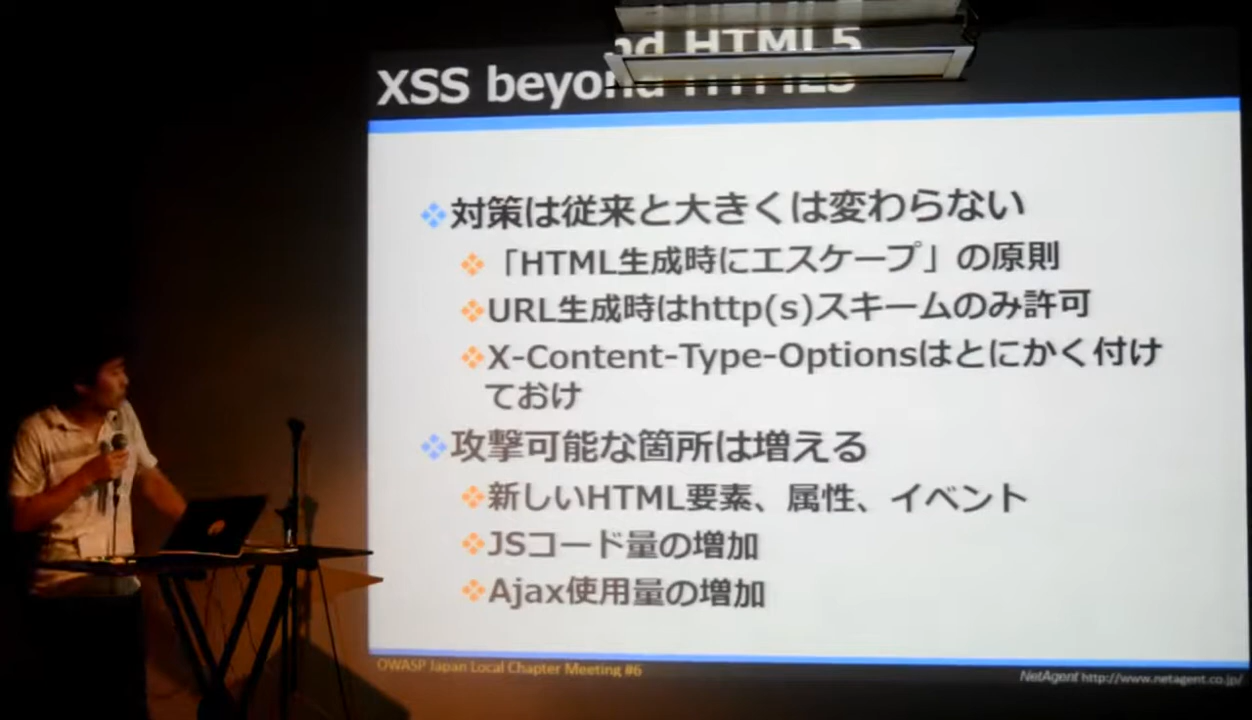 XSS beyond HTML5
対策は従来と大きくは変わらない
「HTML生成時にエスケープ」の原則
URL生成時はhttp(s)スキームのみ許可
X-Content-Type-Optionsはとにかく付け
ておけ
攻撃可能な箇所は増える
新しいHTML要素、属性、イベント
JSコード量の増加
Ajax使用量の増加
OWASP Japan Local Chapter Meeting #6
NetAgent http://www.netagent.co.jp/